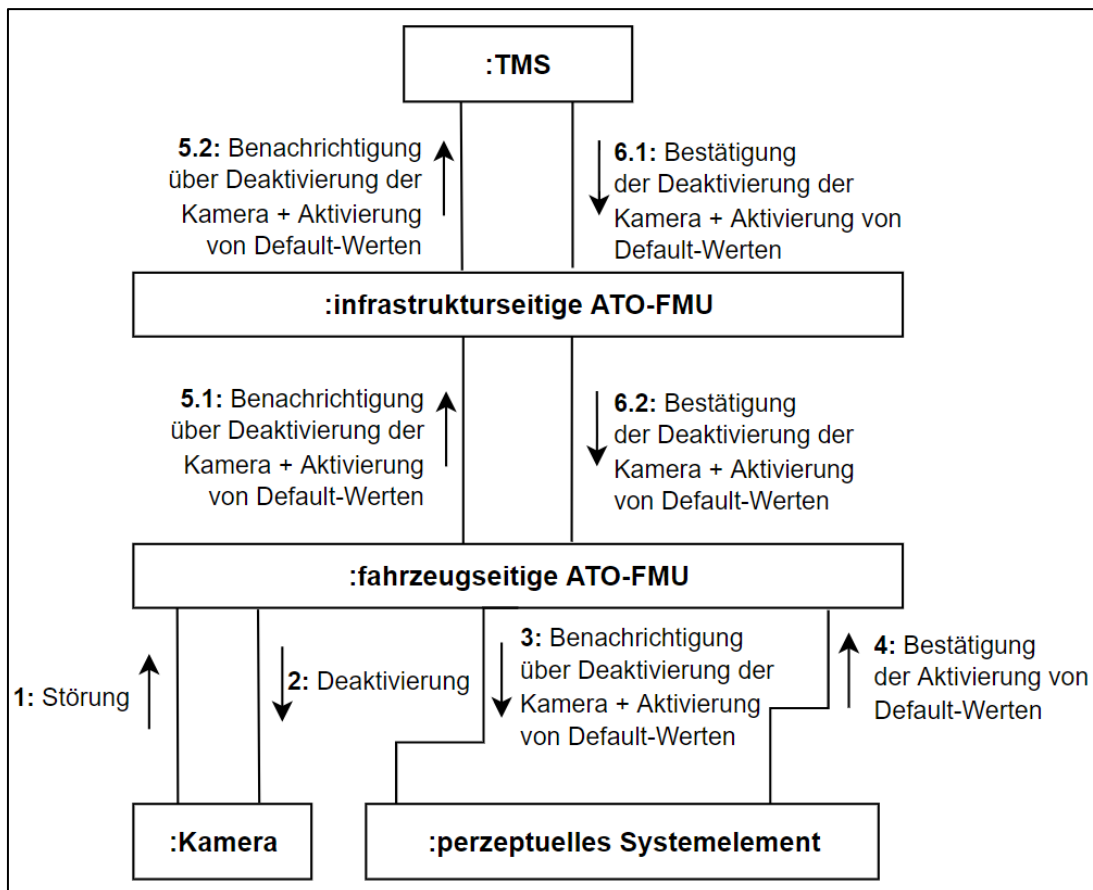 :TMS
5.2: Benachrichtigung
über Deaktivierung der
Kamera + Aktivierung
von Default-Werten
6.1: Bestätigung
der Deaktivierung der
Kamera + Aktivierung von
Default-Werten
:infrastrukturseitige ATO-FMU
5.1: Benachrichtigung
über Deaktivierung der
Kamera + Aktivierung
von Default-Werten
6.2: Bestätigung
der Deaktivierung der
Kamera + Aktivierung
von Default-Werten
:fahrzeugseitige ATO-FMU
1: Störung
2: Deaktivierung
3: Benachrichtigung
über Deaktivierung der
Kamera + Aktivierung
von Default-Werten
4: Bestätigung
der Aktivierung von
Default-Werten
:Kamera
:perzeptuelles Systemelement